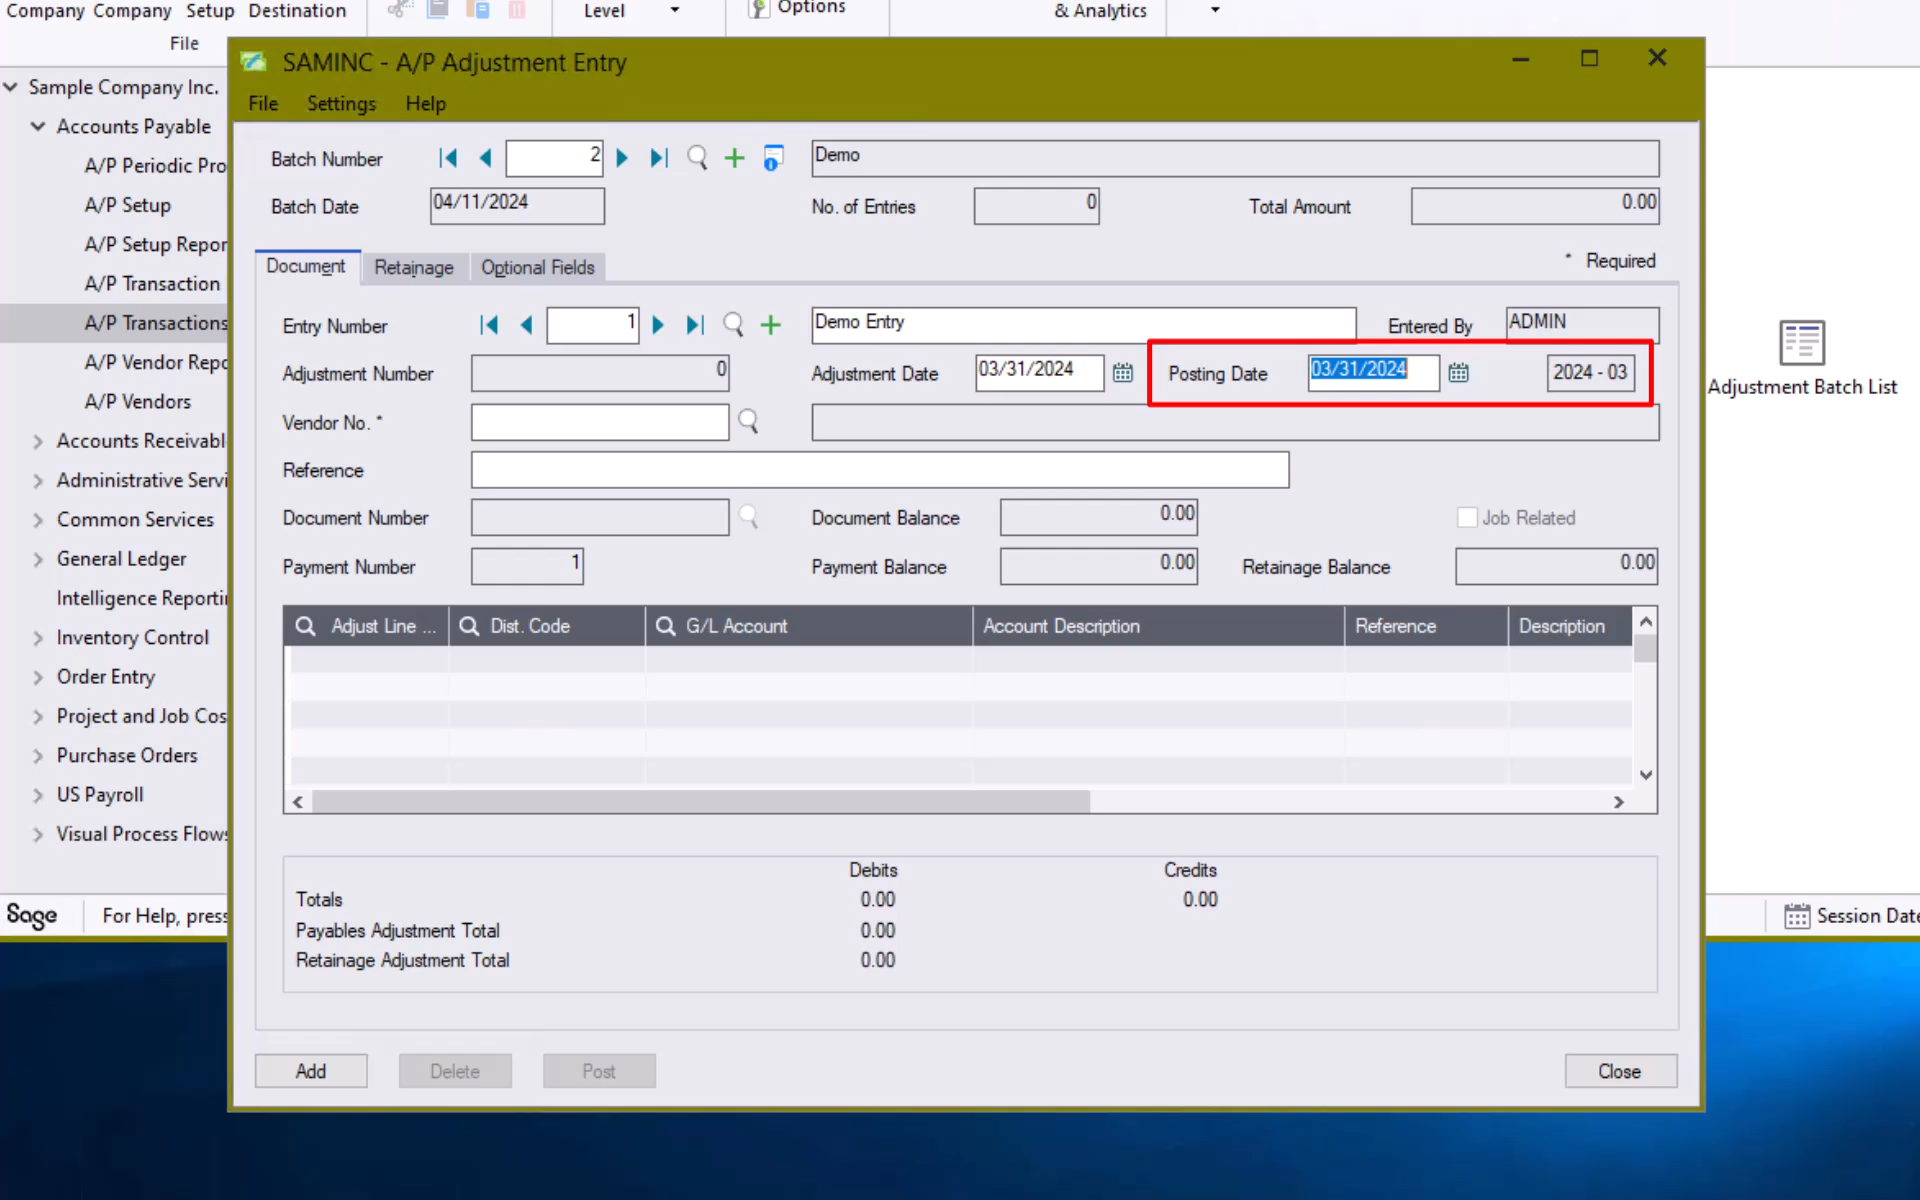 Company Company Setup Destination
Level
Options
& Analytics
File
SAMINC - A/P Adjustment Entry
File Settings Help
Sample Company Inc.
Accounts Payable
A/P Periodic Pro
A/P Setup
A/P Setup Repor
A/P Transaction
A/P Transactions
A/P Vendor Repo
A/P Vendors
Accounts Receivabl
Administrative Servi
Common Services
General Ledger
Intelligence Reportin
Inventory Control
Order Entry
Project and Job Cos
Purchase Orders
US Payroll
Visual Process Flows
Batch Number 2 Demo
Batch Date 04/11/2024 No. of Entries 0 Total Amount 0.00
Document Retainage Optional Fields * Required
Entry Number 1 Demo Entry Entered By ADMIN
Adjustment Number 0 Adjustment Date 03/31/2024 Posting Date 03/31/2024 2024 - 03
Vendor No. *
Reference
Document Number Document Balance 0.00 Job Related
Payment Number 1 Payment Balance 0.00 Retainage Balance 0.00
Adjust Line ... Dist. Code G/L Account Account Description Reference Description
Debits Credits
Totals 0.00 0.00
Payables Adjustment Total 0.00
Retainage Adjustment Total 0.00
Add Delete Post Close
Adjustment Batch List
Sage For Help, press
Session Date